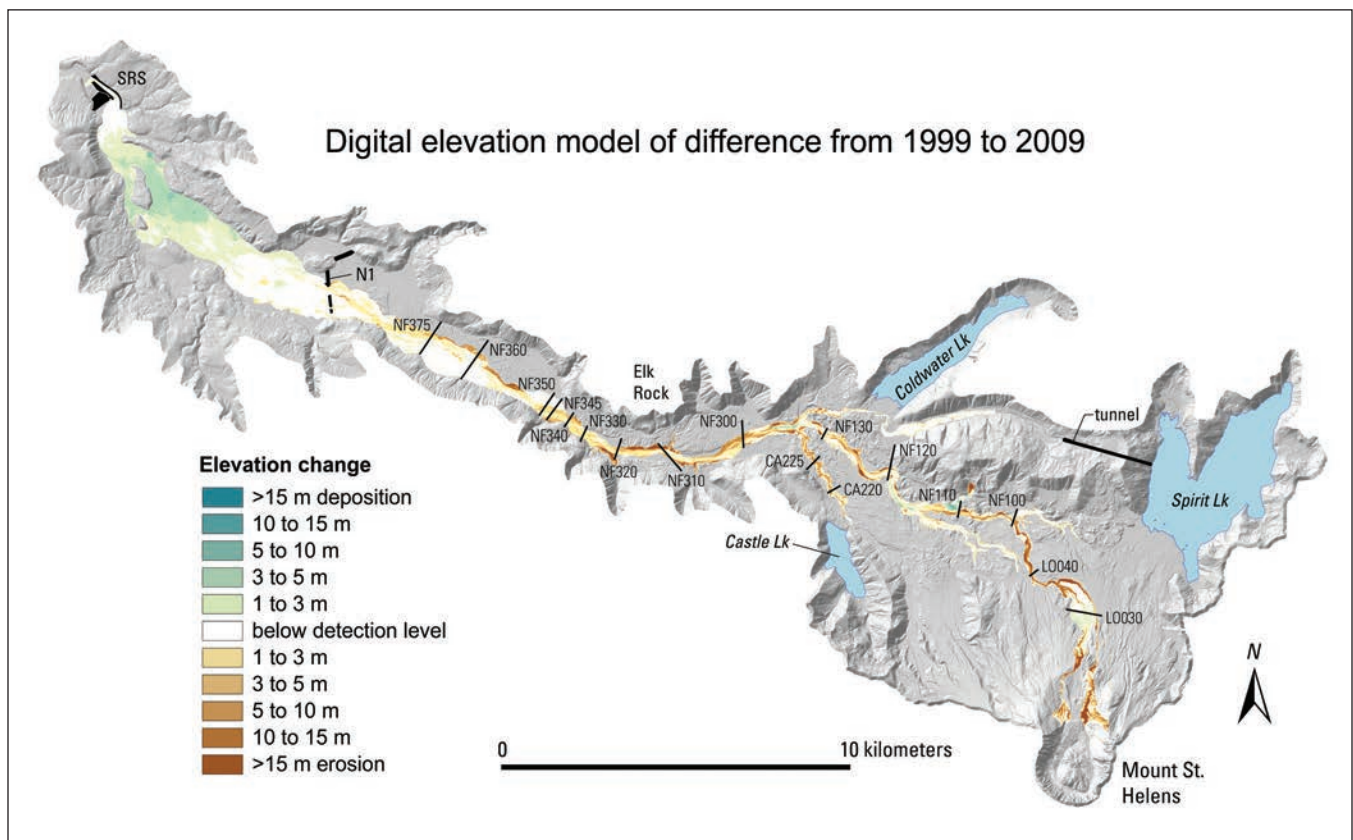 SRS
Digital elevation model of difference from 1999 to 2009
N1
NF375
NF360
Elk
Rock
Coldwater Lk
NF350
NF345
NF340
NF330
NF300
NF320
NF310
NF130
tunnel
CA225
NF120
CA220
NF110
NF100
Spirit Lk
Castle Lk
LO040
LO030
Elevation change
>15 m deposition
10 to 15 m
5 to 10 m
3 to 5 m
1 to 3 m
below detection level
1 to 3 m
3 to 5 m
5 to 10 m
10 to 15 m
>15 m erosion
0
10 kilometers
N
Mount St.
Helens